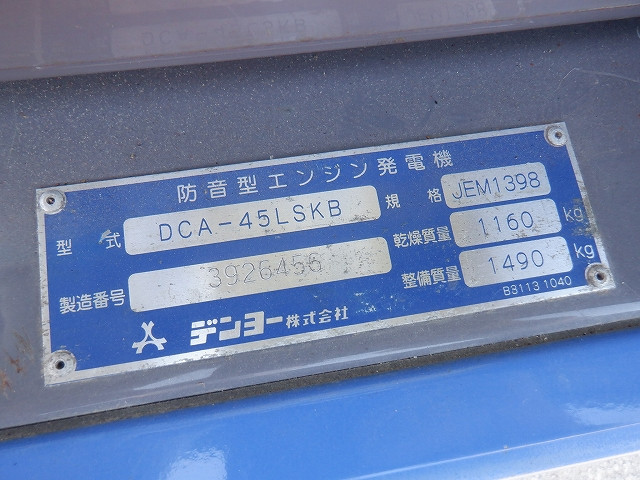 防音型エンジン発電機
型式 DCA-45LSKB 規格 JEM1398
製造番号 3926456 乾燥質量 1160 kg
整備質量 1490 kg
デンヨー株式会社 B31131040